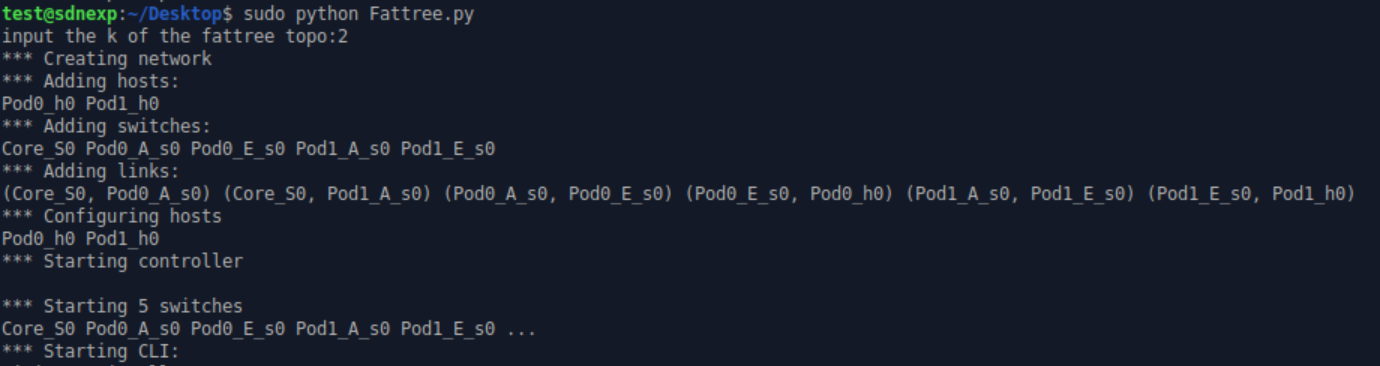 test@sdnexp:~/Desktop$ sudo python Fattree.py
input the k of the fattree topo:2
*** Creating network
*** Adding hosts:
Pod0_h0 Pod1_h0
*** Adding switches:
Core_S0 Pod0_A_s0 Pod0_E_s0 Pod1_A_s0 Pod1_E_s0
*** Adding links:
(Core_S0, Pod0_A_s0) (Core_S0, Pod1_A_s0) (Pod0_A_s0, Pod0_E_s0) (Pod0_E_s0, Pod0_h0) (Pod1_A_s0, Pod1_E_s0) (Pod1_E_s0, Pod1_h0)
*** Configuring hosts
Pod0_h0 Pod1_h0
*** Starting controller
*** Starting 5 switches
Core_S0 Pod0_A_s0 Pod0_E_s0 Pod1_A_s0 Pod1_E_s0 ...
*** Starting CLI: